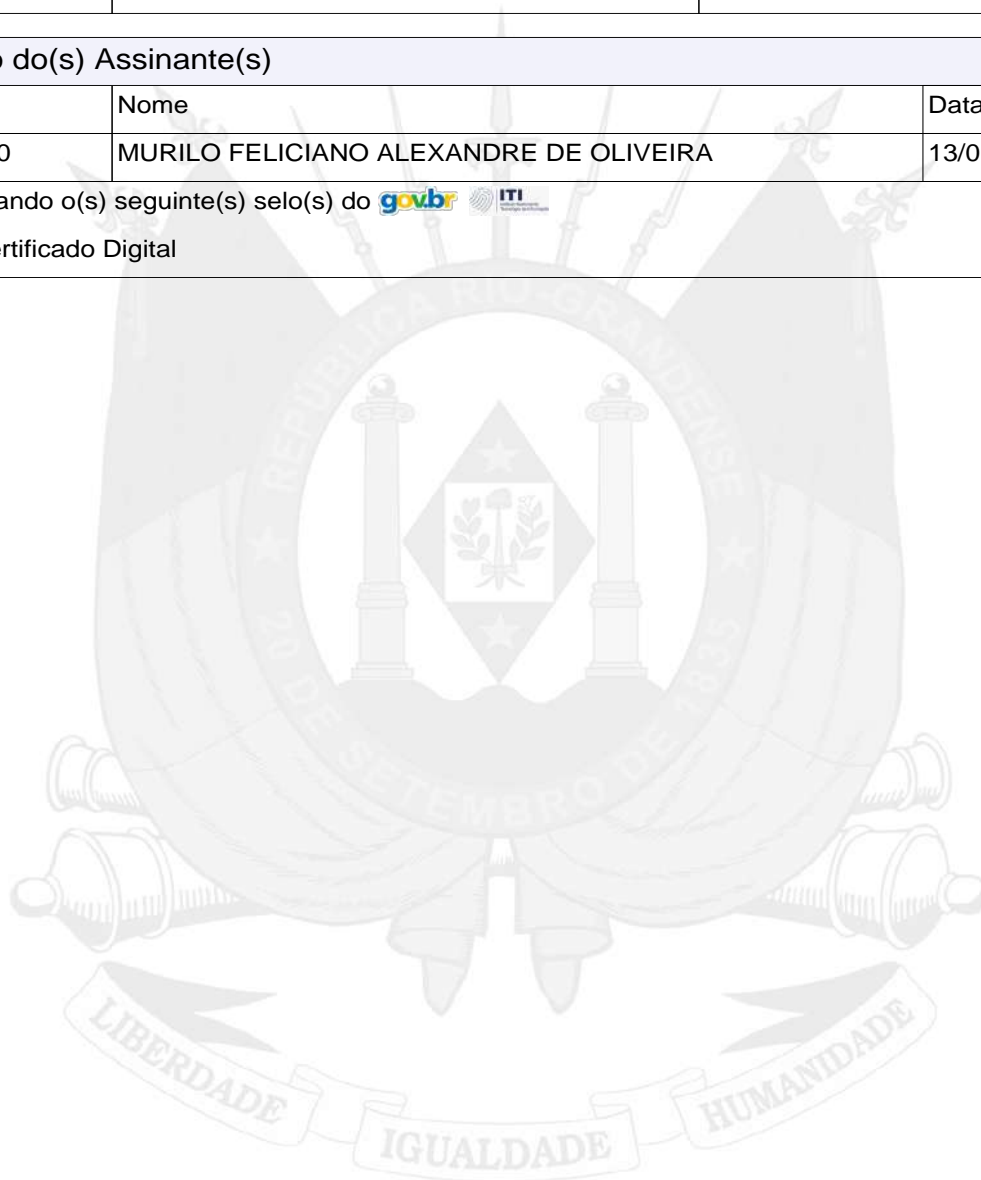 o do(s) Assinante(s)
Nome
Data
0
MURILO FELICIANO ALEXANDRE DE OLIVEIRA
13/0
ando o(s) seguinte(s) selo(s) do gov.br ITI
ertificado Digital
REPÚBLICA RIO-GRANDENSE
20 DE SETEMBRO DE 1835
LIBERDADE
IGUALDADE
HUMANIDADE